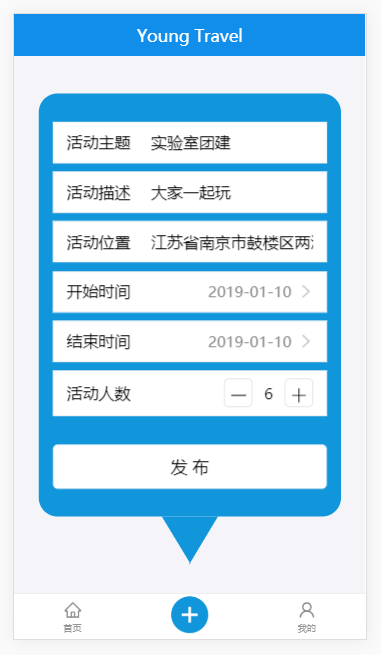 Young Travel
活动主题 实验室团建
活动描述 大家一起玩
活动位置 江苏省南京市鼓楼区两
开始时间 2019-01-10
结束时间 2019-01-10
活动人数 6
发 布
首页 我的